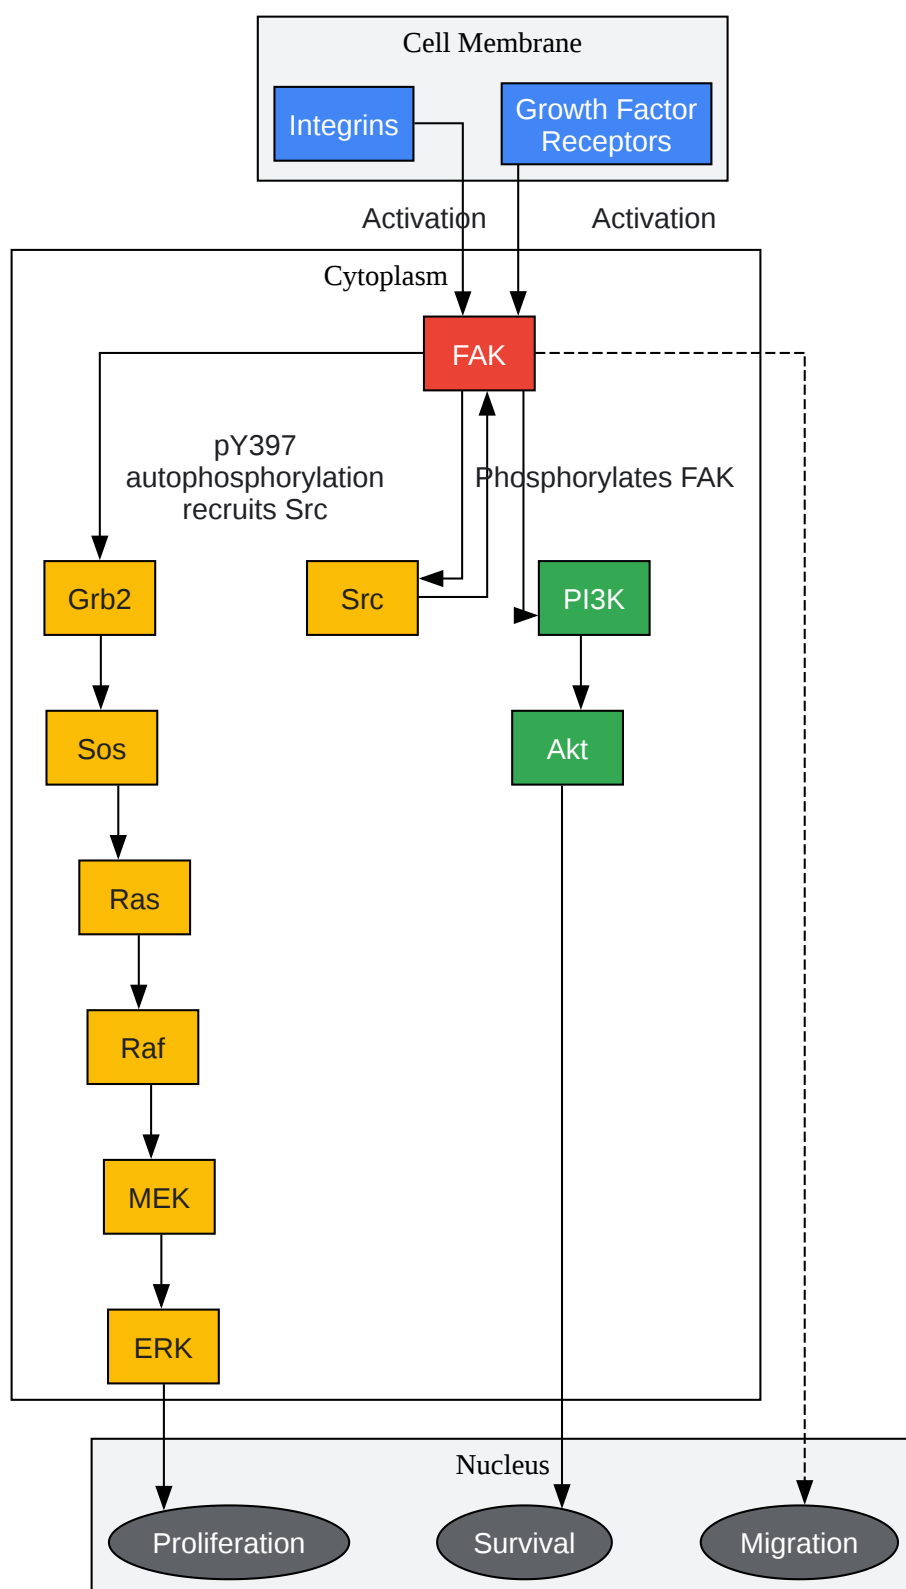 Cell Membrane
Integrins
Growth Factor
Receptors
Activation
Activation
Cytoplasm
FAK
pY397
autophosphorylation
recruits Src
Phosphorylates FAK
Grb2
Src
PI3K
Sos
Akt
Ras
Raf
MEK
ERK
Nucleus
Proliferation
Survival
Migration